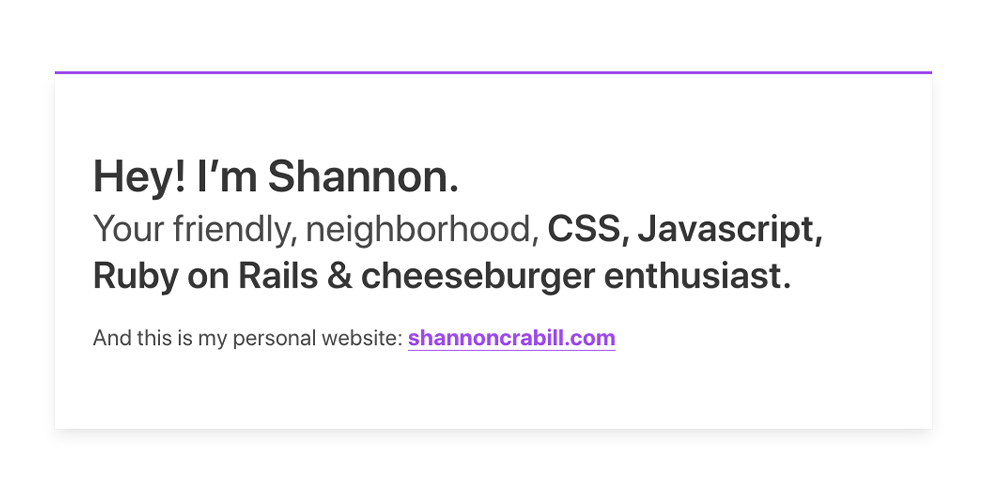 Hey! I’m Shannon.
Your friendly, neighborhood, CSS, Javascript,
Ruby on Rails & cheeseburger enthusiast.
And this is my personal website: shannoncrabill.com